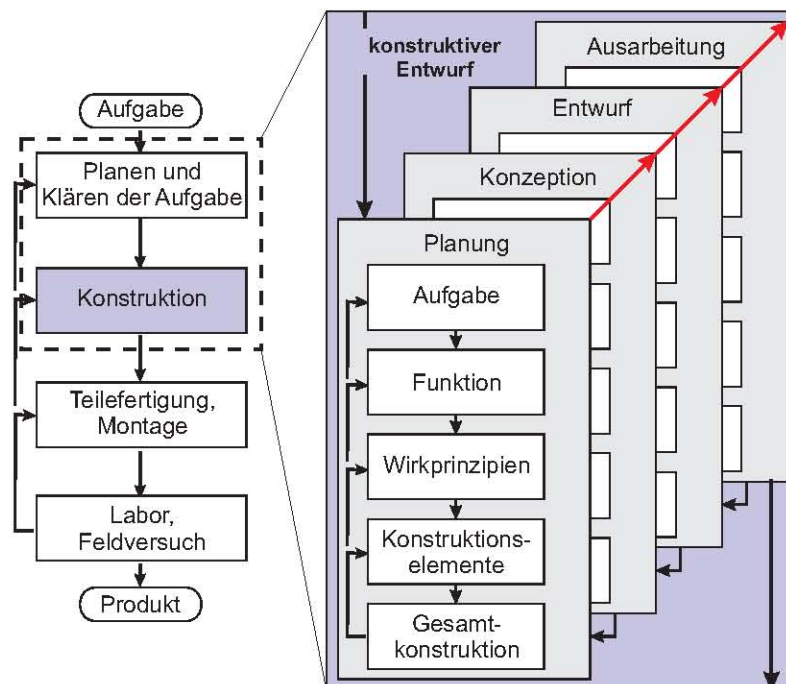 Aufgabe
Planen und
Klären der Aufgabe
Konstruktion
Teilefertigung,
Montage
Labor,
Feldversuch
Produkt
konstruktiver
Entwurf
Ausarbeitung
Entwurf
Konzeption
Planung
Aufgabe
Funktion
Wirkprinzipien
Konstruktions-
elemente
Gesamt-
konstruktion